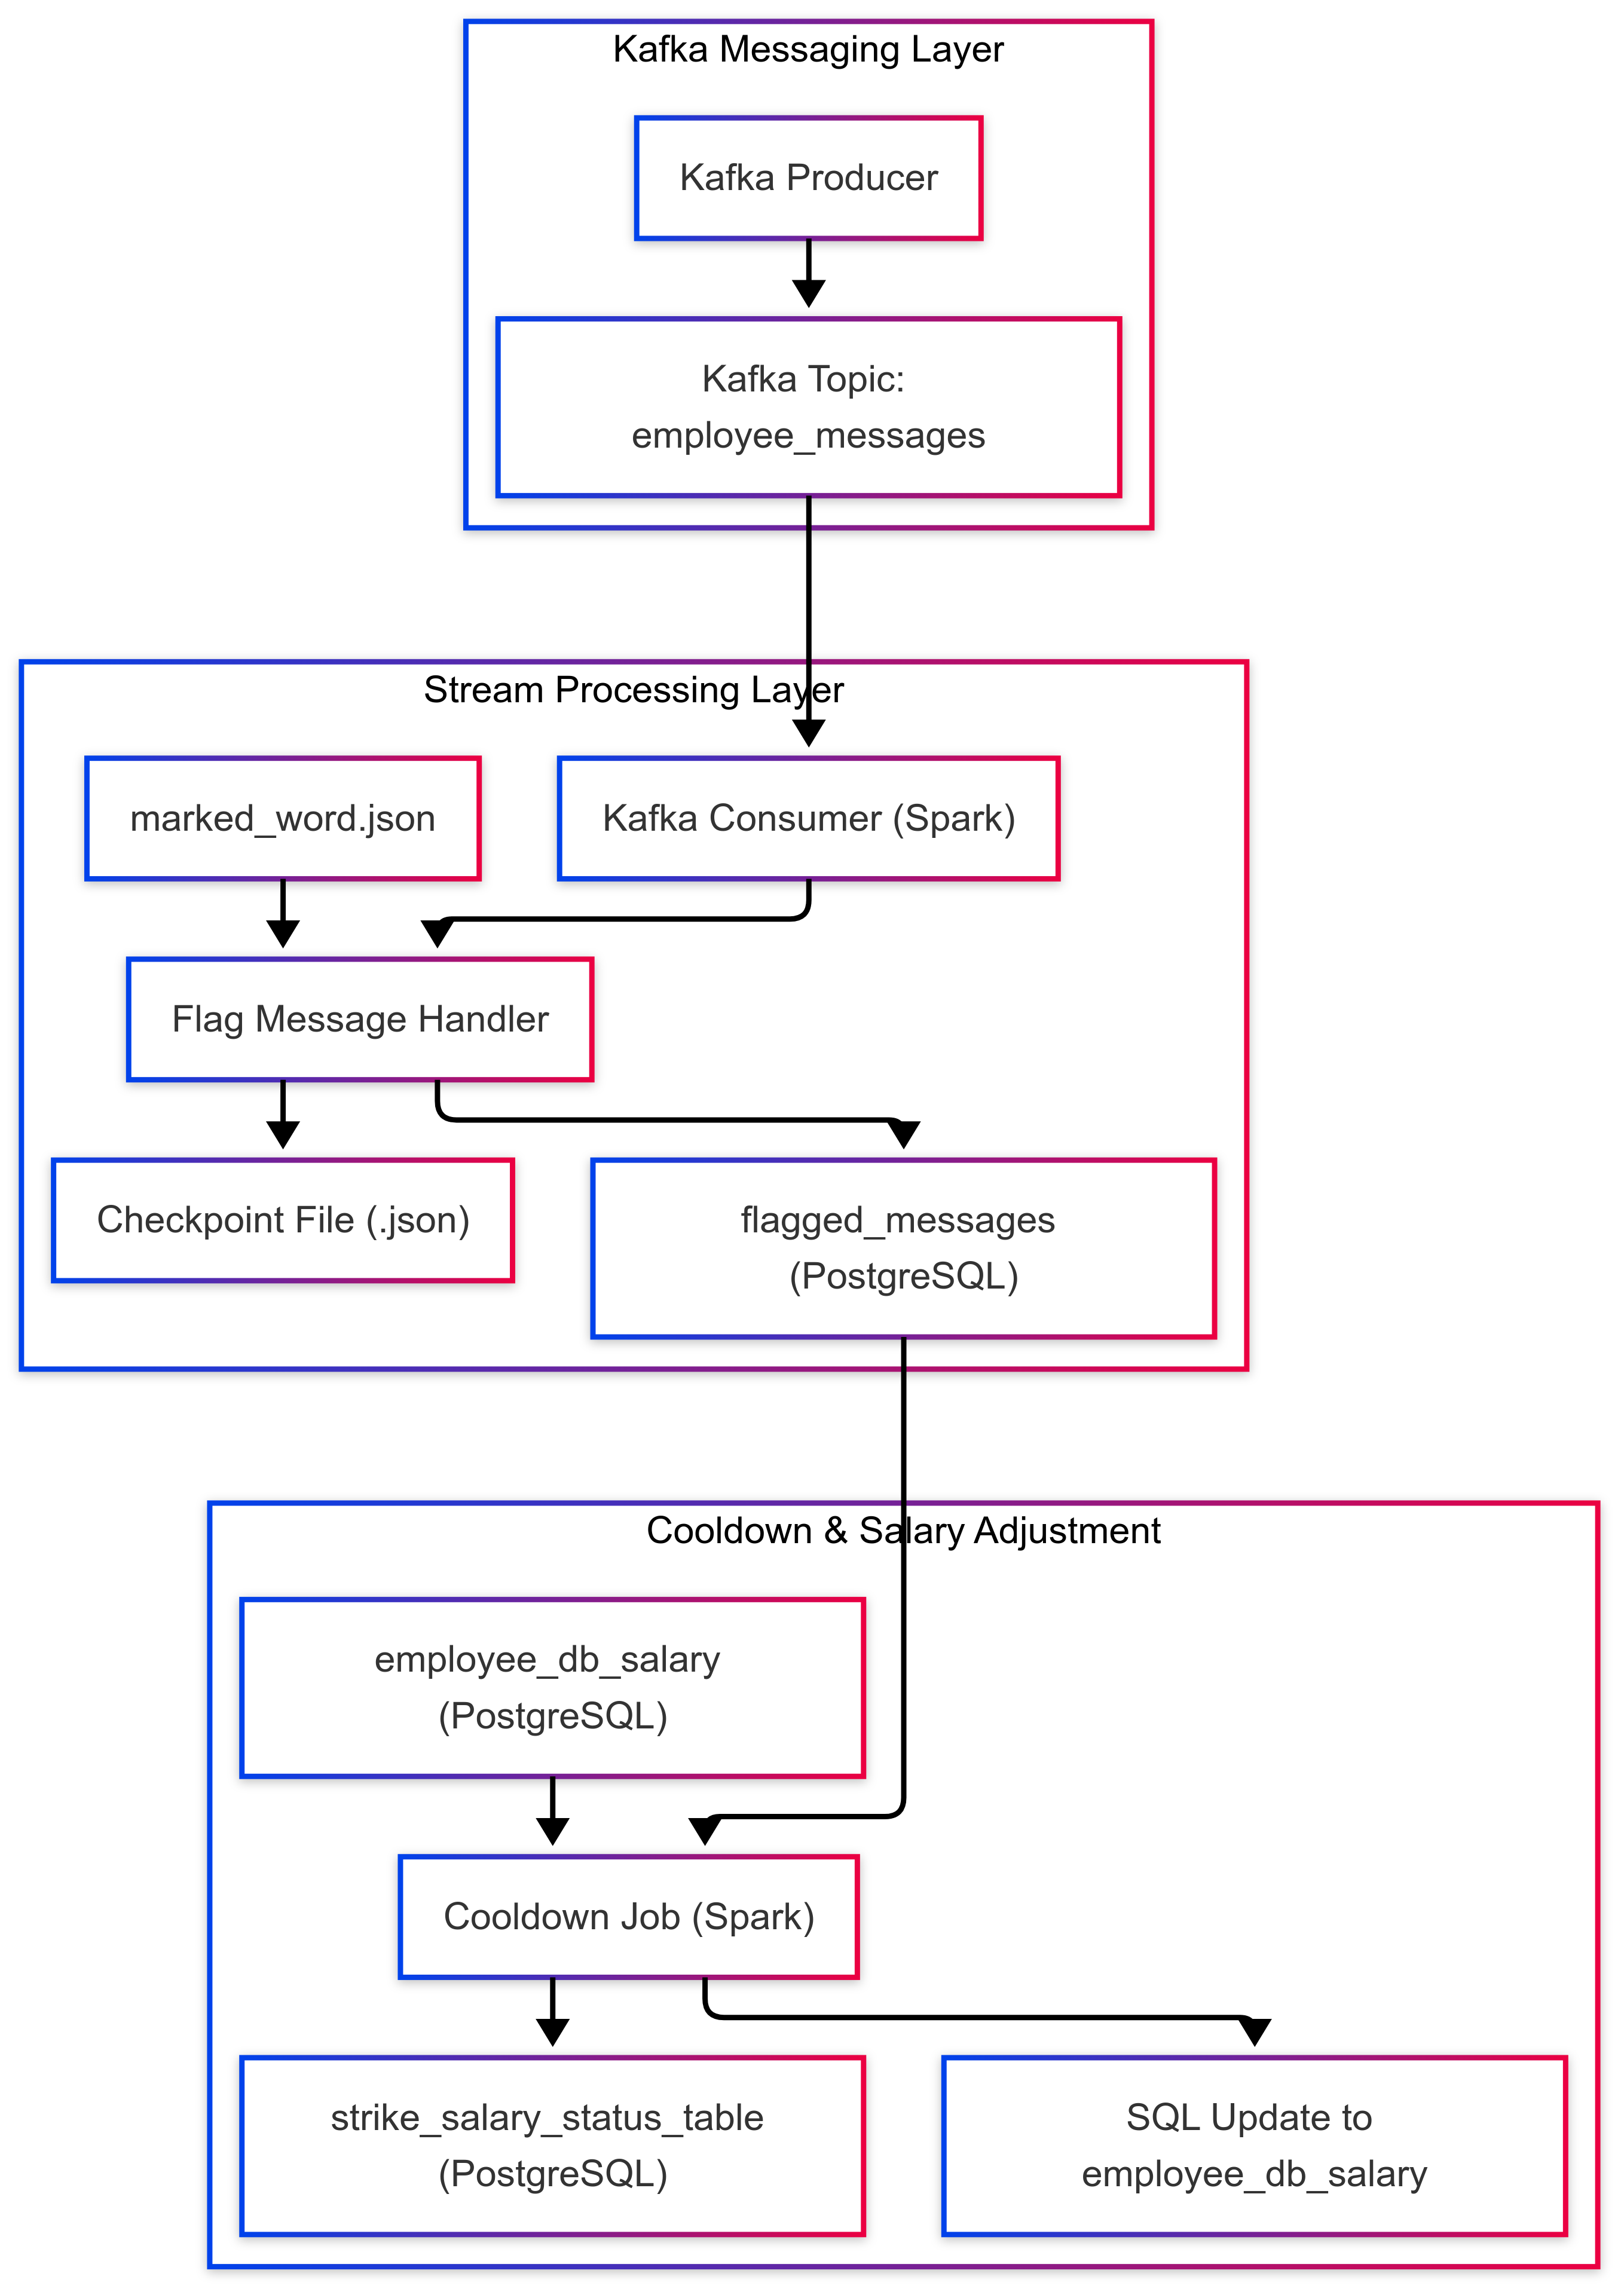 Kafka Messaging Layer
Kafka Producer
Kafka Topic:
employee_messages
Stream Processing Layer
marked_word.json
Kafka Consumer (Spark)
Flag Message Handler
Checkpoint File (.json)
flagged_messages
(PostgreSQL)
Cooldown & Salary Adjustment
employee_db_salary
(PostgreSQL)
Cooldown Job (Spark)
strike_salary_status_table
(PostgreSQL)
SQL Update to
employee_db_salary